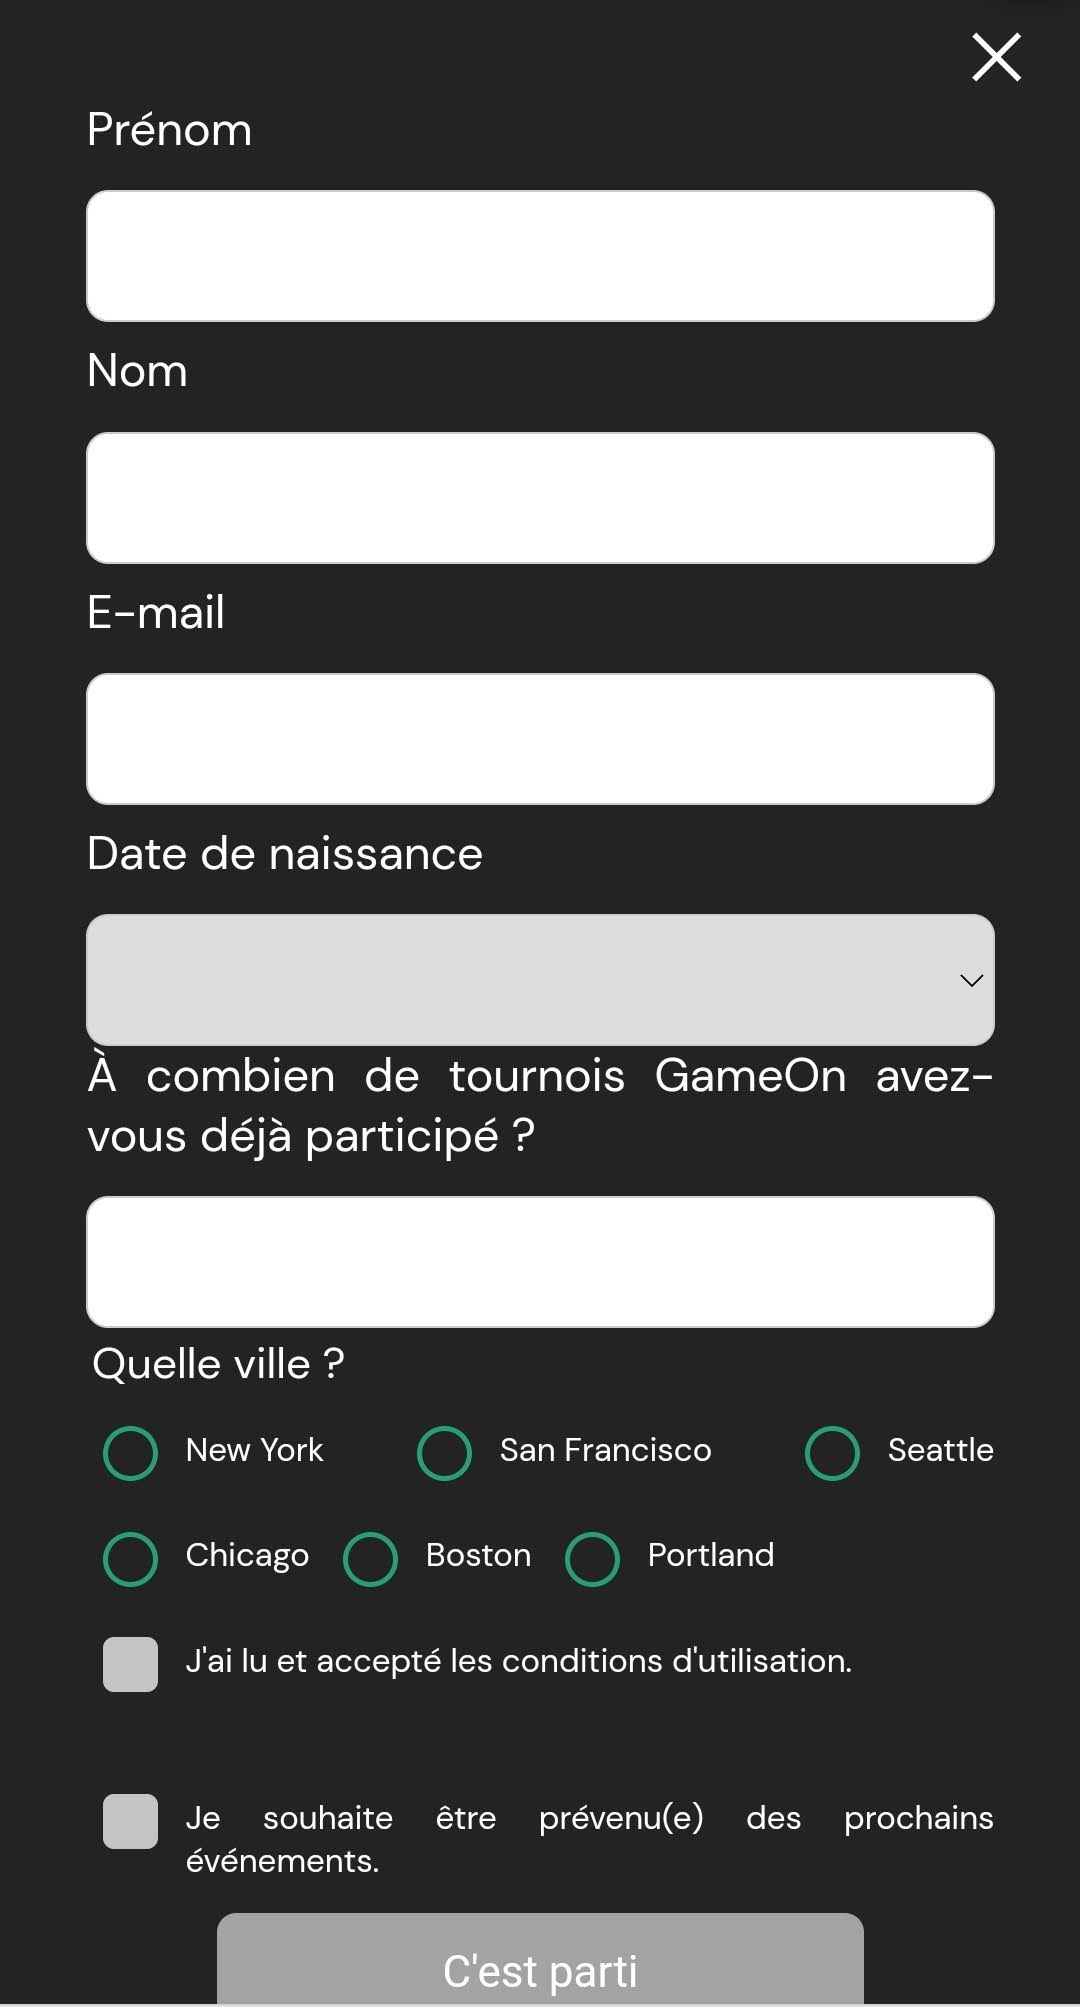 Prénom
Nom
E-mail
Date de naissance
À combien de tournois GameOn avez-
vous déjà participé ?
Quelle ville ?
New York San Francisco Seattle
Chicago Boston Portland
J'ai lu et accepté les conditions d'utilisation.
Je souhaite être prévenu(e) des prochains
événements.
C'est parti